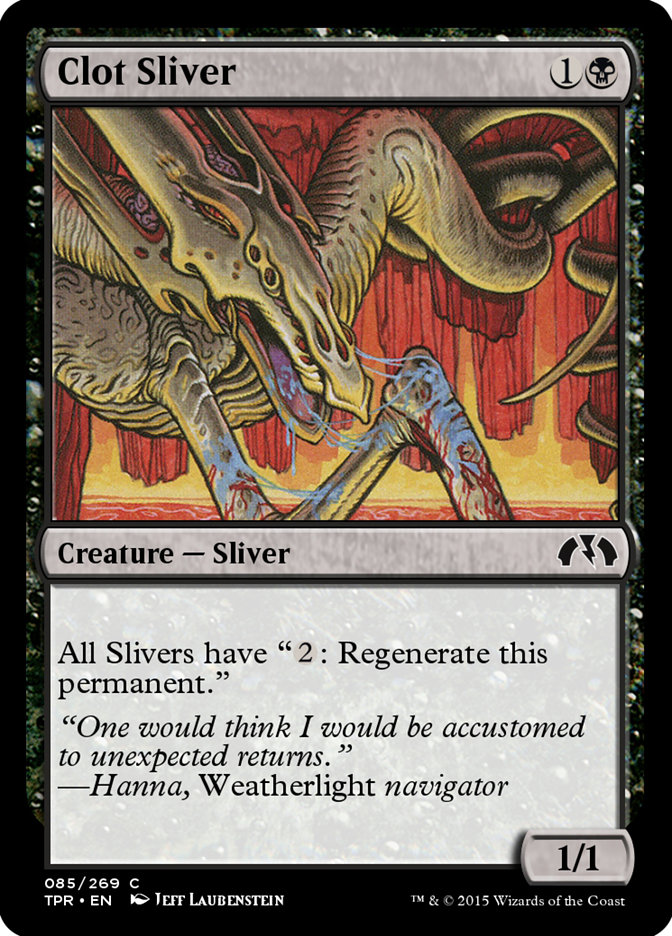 Clot Sliver 1
Creature — Sliver
All Slivers have “2: Regenerate this
permanent.”
“One would think I would be accustomed
to unexpected returns.”
—Hanna, Weatherlight navigator
1/1
085/269 C
TPR • EN Jeff Laubenstein ™ & © 2015 Wizards of the Coast